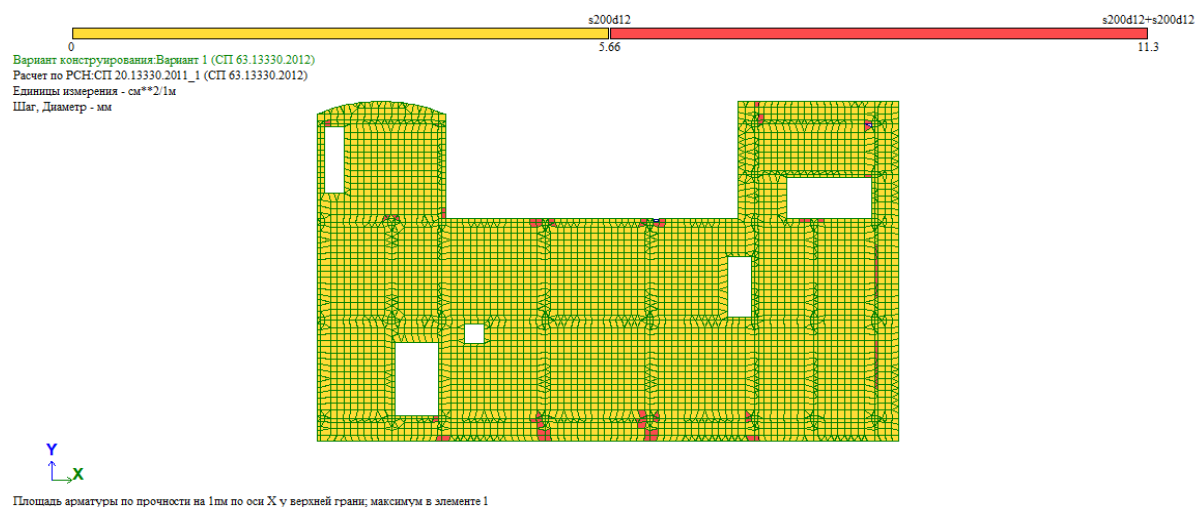 s200d12 s200d12+s200d12
0 5.66 11.3
Вариант конструирования:Вариант 1 (СП 63.13330.2012)
Расчет по РСН:СП 20.13330.2011_1 (СП 63.13330.2012)
Единицы измерения - см**2/1м
Шаг, Диаметр - мм
Y
X
Площадь арматуры по прочности на 1пм по оси X у верхней грани; максимум в элементе 1